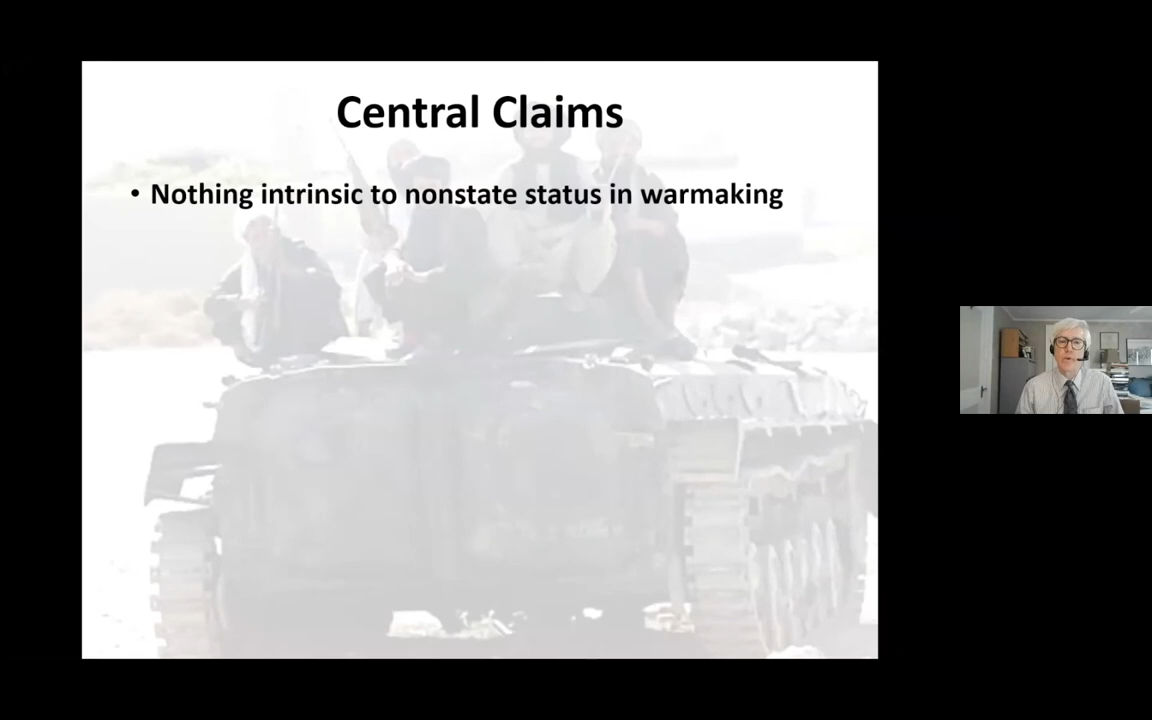 Central Claims
• Nothing intrinsic to nonstate status in warmaking